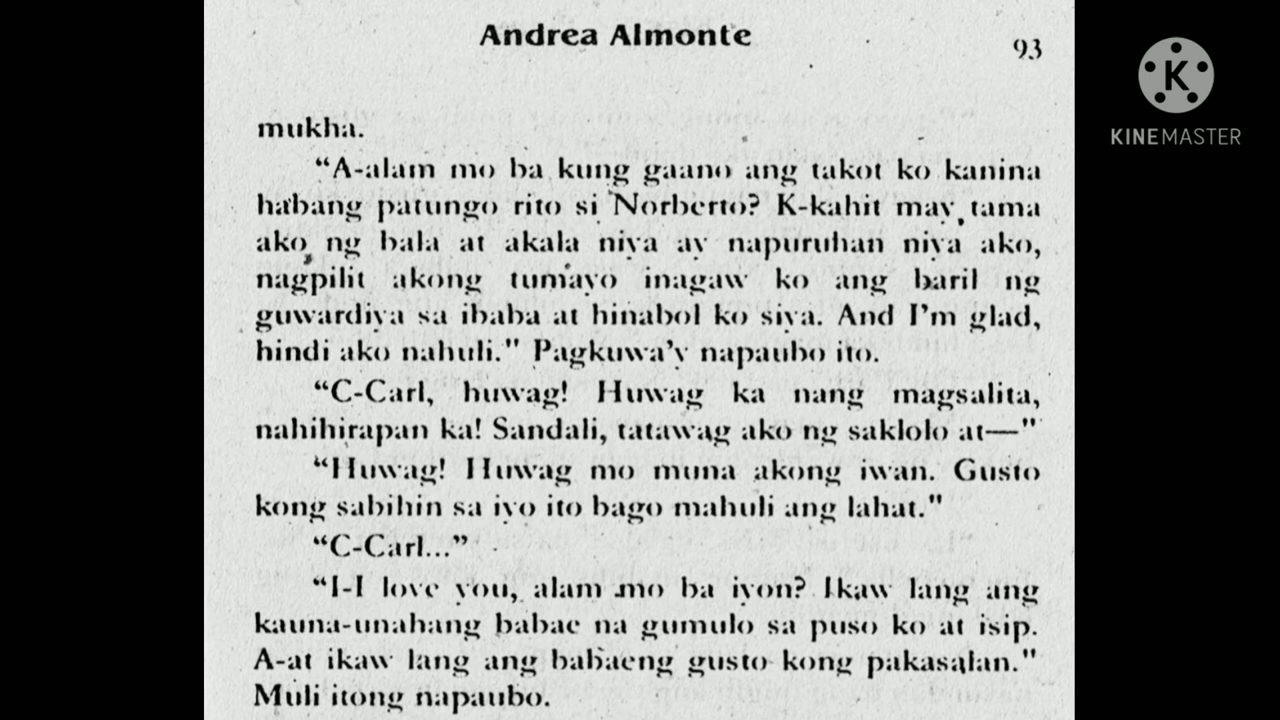 Andrea Almonte
93
K
KINEMASTER
mukha.
“A-alam mo ba kung gaano ang takot ko kanina
habang patungo rito si Norberto? K-kahit may tama
ako ng bala at akala niya ay napuruhan niya ako,
nagpilit akong tumayo inagaw ko ang baril ng
guwardiya sa ibaba at hinabol ko siya. And I'm glad,
hindi ako nahuli." Pagkuwa'y napaubo ito.
“C-Carl, huwag! Huwag ka nang magsalita,
nahihirapan ka! Sandali, tatawag ako ng saklolo at—"
“Huwag! Huwag mo muna akong iwan. Gusto
kong sabihin sa iyo ito bago mahuli ang lahat."
“C-Carl...”
“I-I love you, alam mo ba iyon? Ikaw lang ang
kauna-unahang babae na gumulo sa puso ko at isip.
A-at ikaw lang ang babaeng gusto kong pakasalan."
Muli itong napaubo.